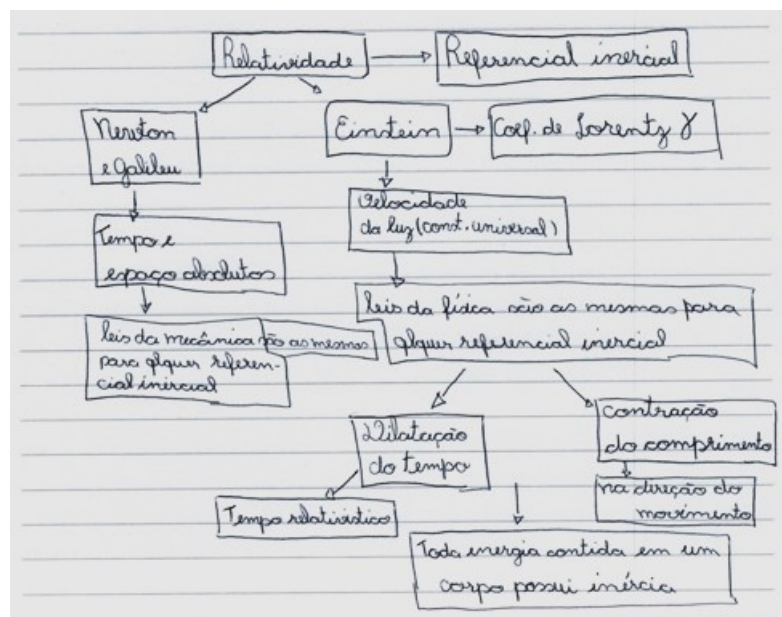 Relatividade
Referencial inercial
Newton
e Galileu
Einstein
Coef. de Lorentz γ
Velocidade
da luz (const. universal)
Tempo e
espaço absolutos
leis da física são as mesmas para
qlquer referencial inercial
leis da mecânica são as mesmas
para qlquer referen-
cial inercial
Dilatação
do tempo
contração
do comprimento
Tempo relativístico
na direção do
movimento
Toda energia contida em um
corpo possui inércia